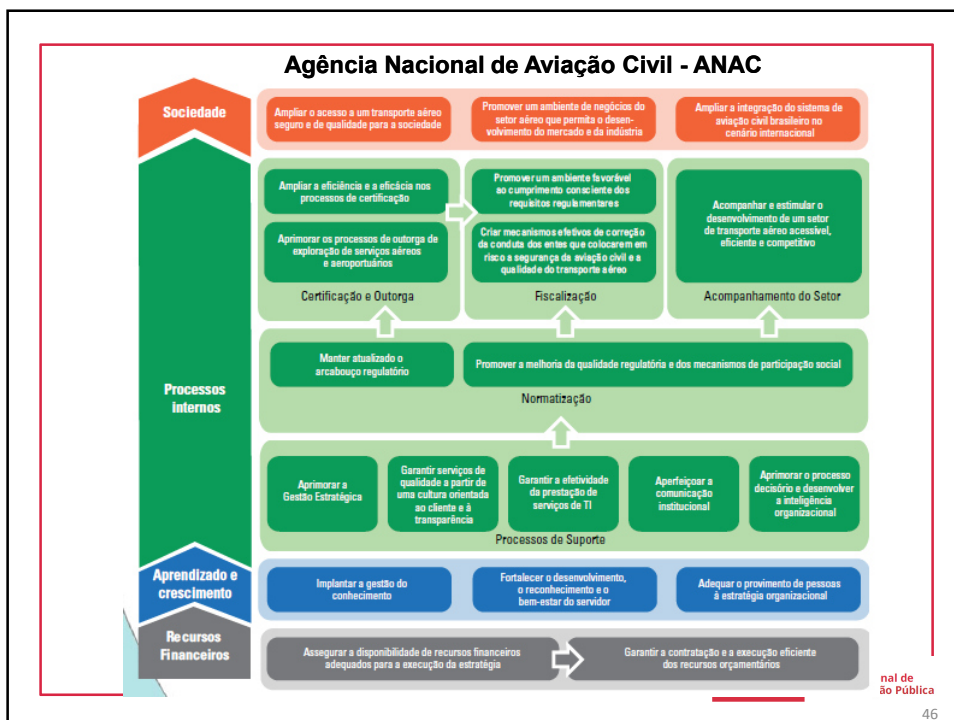 Agência Nacional de Aviação Civil - ANAC
Sociedade
Ampliar o acesso a um transporte aéreo
seguro e de qualidade para a sociedade
Promover um ambiente de negócios do
setor aéreo que permita o desen-
volvimento do mercado e da indústria
Ampliar a integração do sistema de
aviação civil brasileiro no
cenário internacional
Processos
internos
Ampliar a eficiência e a eficácia nos
processos de certificação
Aprimorar os processos de outorga de
exploração de serviços aéreos
e aeroportuários
Certificação e Outorga
Promover um ambiente favorável
ao cumprimento consciente dos
requisitos regulamentares
Criar mecanismos efetivos de correção
da conduta dos entes que colocarem em
risco a segurança da aviação civil e a
qualidade do transporte aéreo
Fiscalização
Acompanhar e estimular o
desenvolvimento de um setor
de transporte aéreo acessível,
eficiente e competitivo
Acompanhamento do Setor
Manter atualizado o
arcabouço regulatório
Promover a melhoria da qualidade regulatória e dos mecanismos de participação social
Normatização
Aprimorar a
Gestão Estratégica
Garantir serviços de
qualidade a partir de
uma cultura orientada
ao cliente e à
transparência
Garantir a efetividade
da prestação de
serviços de TI
Aperfeiçoar a
comunicação
institucional
Aprimorar o processo
decisório e desenvolver
a inteligência
organizacional
Processos de Suporte
Aprendizado e
crescimento
Implantar a gestão do
conhecimento
Fortalecer o desenvolvimento,
o reconhecimento e o
bem-estar do servidor
Adequar o provimento de pessoas
à estratégia organizacional
Recursos
Financeiros
Assegurar a disponibilidade de recursos financeiros
adequados para a execução da estratégia
Garantir a contratação e a execução eficiente
dos recursos orçamentários
nal de
ão Pública
46